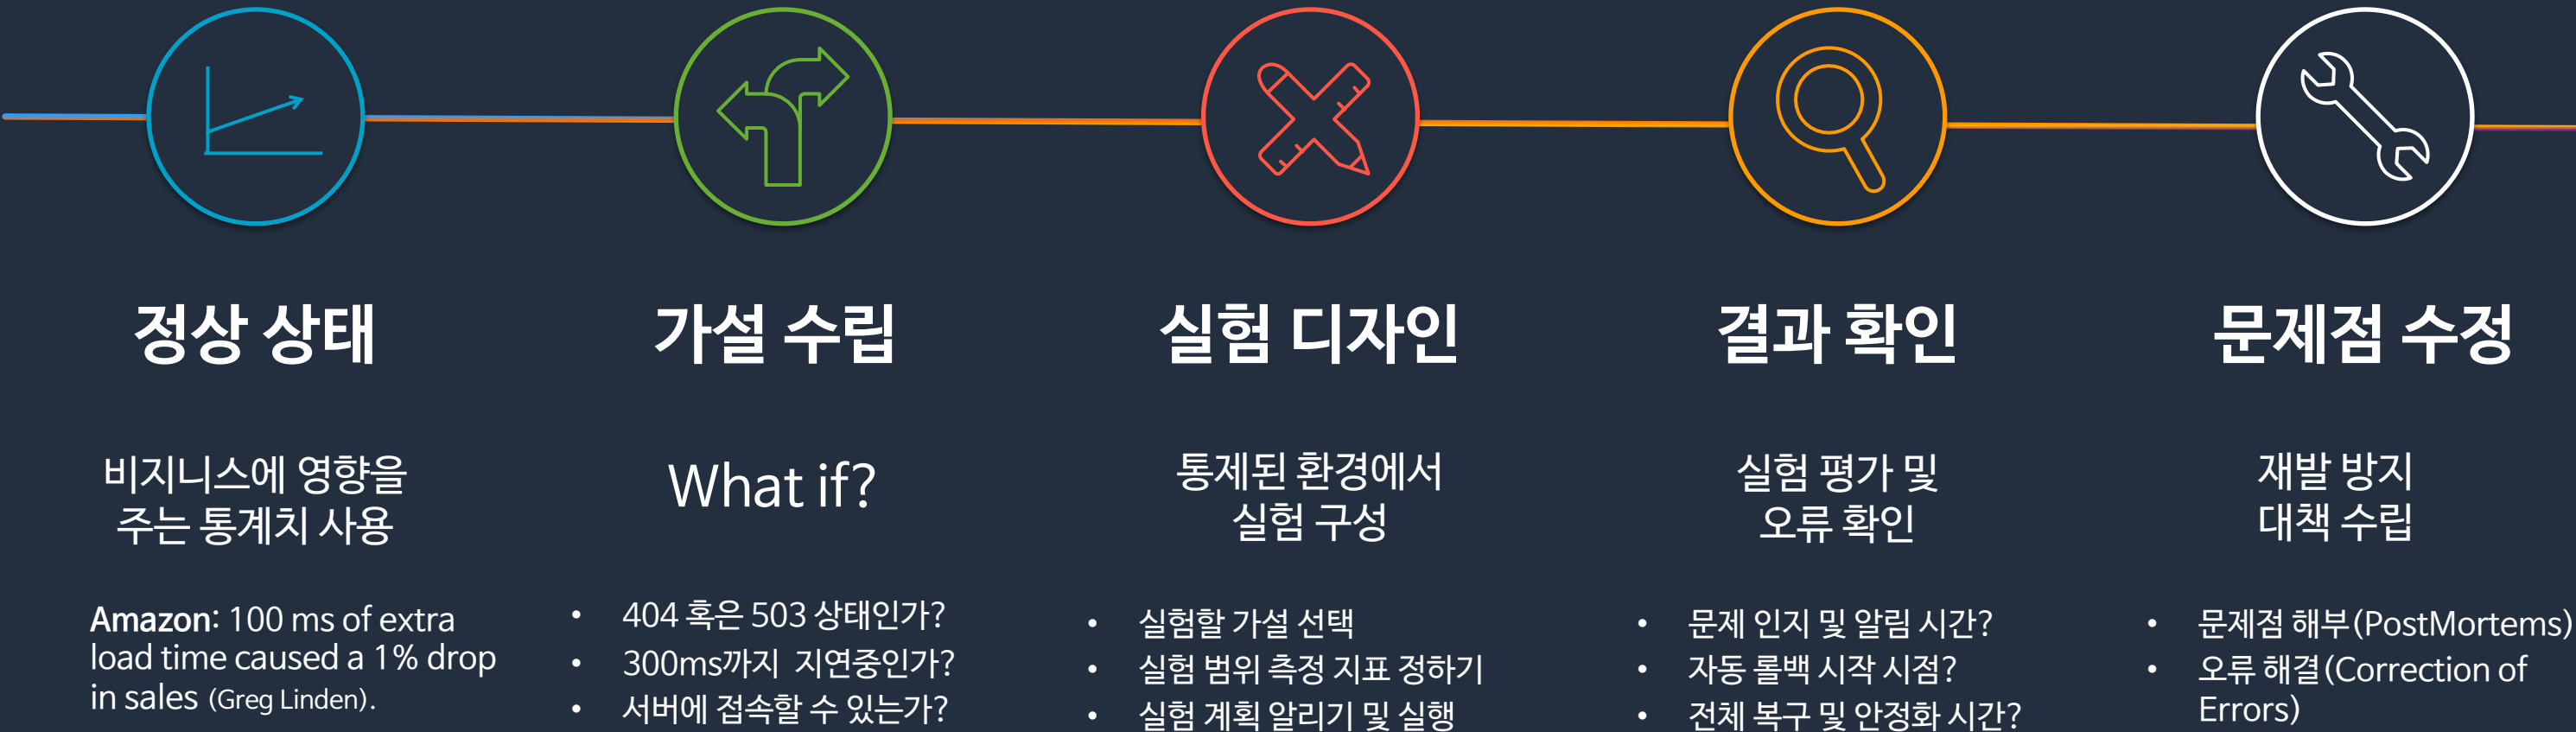 정상 상태
비지니스에 영향을
주는 통계치 사용
Amazon: 100 ms of extra
load time caused a 1% drop
in sales (Greg Linden).
가설 수립
What if?
• 404 혹은 503 상태인가?
• 300ms까지 지연중인가?
• 서버에 접속할 수 있는가?
실험 디자인
통제된 환경에서
실험 구성
• 실험할 가설 선택
• 실험 범위 측정 지표 정하기
• 실험 계획 알리기 및 실행
결과 확인
실험 평가 및
오류 확인
• 문제 인지 및 알림 시간?
• 자동 롤백 시작 시점?
• 전체 복구 및 안정화 시간?
문제점 수정
재발 방지
대책 수립
• 문제점 해부(PostMortems)
• 오류 해결(Correction of
Errors)